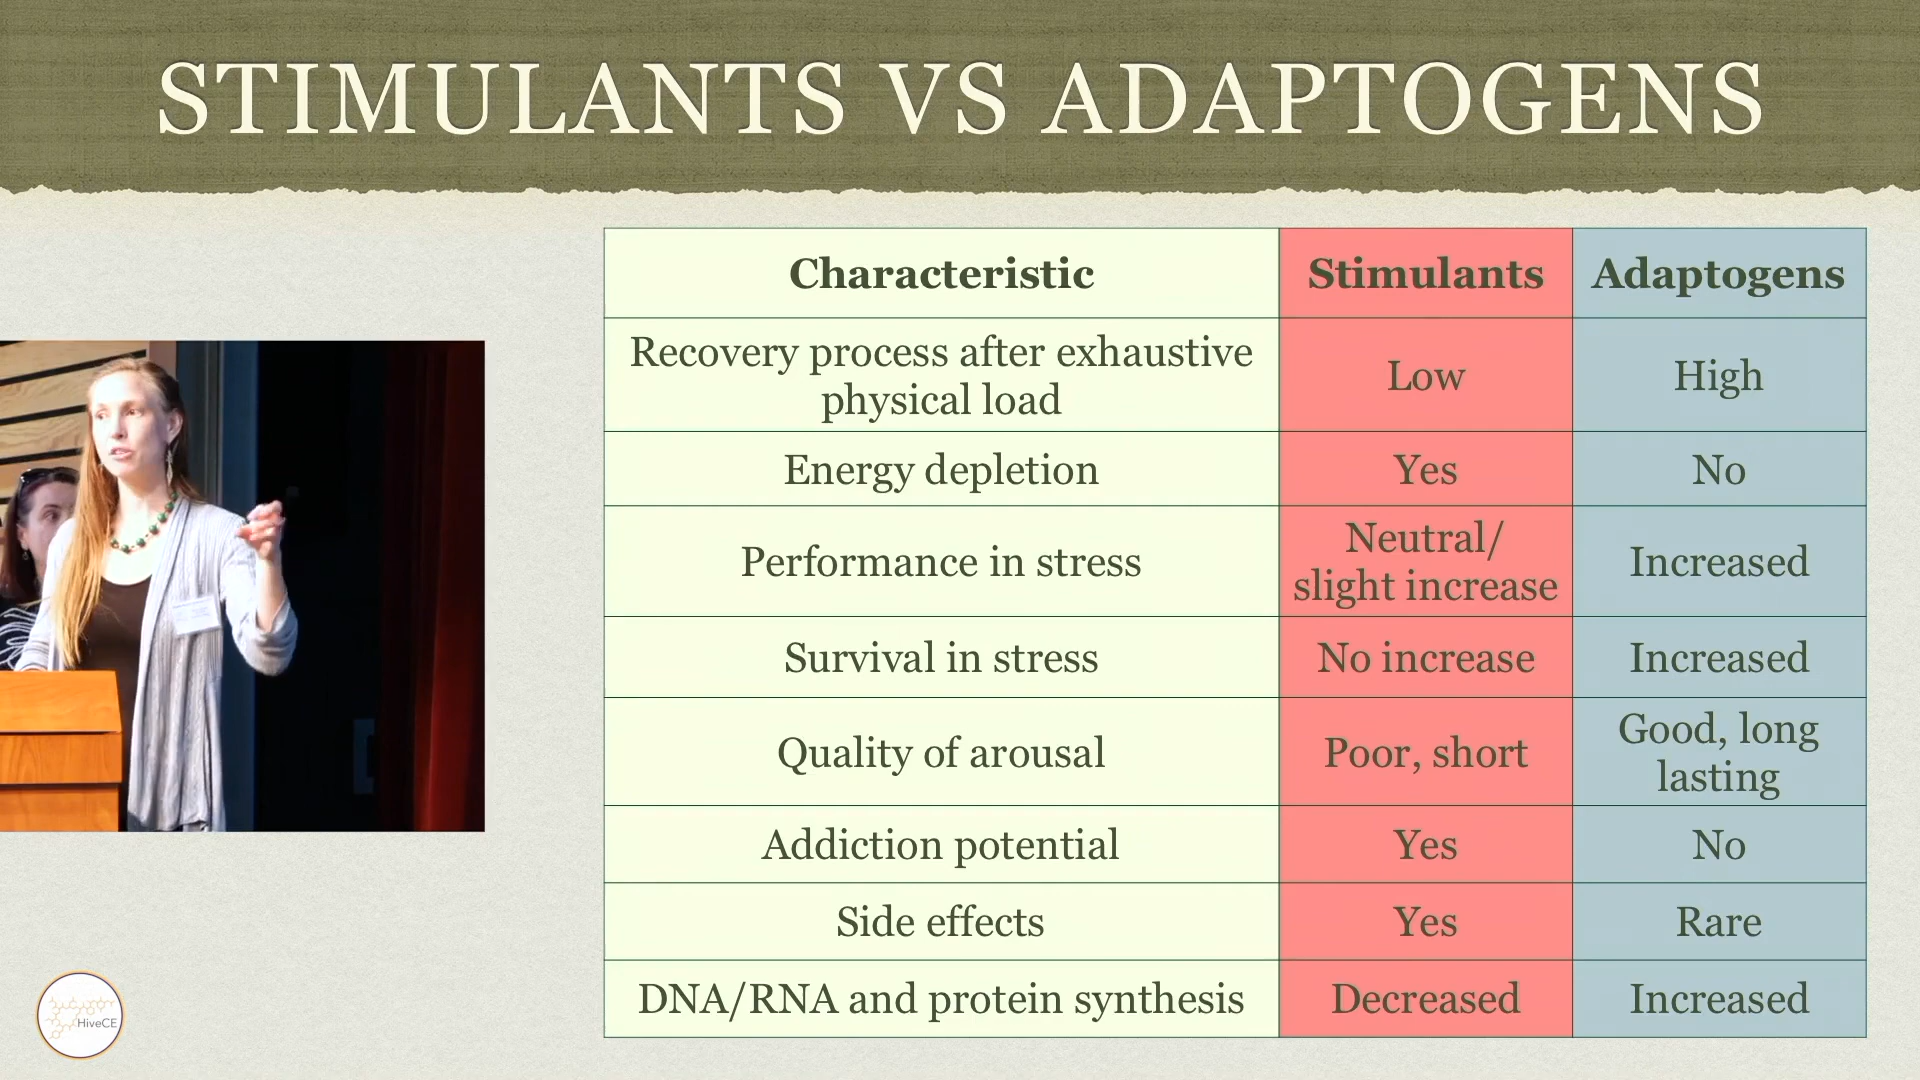 STIMULANTS VS ADAPTOGENS
Characteristic
Stimulants
Adaptogens
Recovery process after exhaustive
physical load
Low
High
Energy depletion
Yes
No
Performance in stress
Neutral/
slight increase
Increased
Survival in stress
No increase
Increased
Quality of arousal
Poor, short
Good, long
lasting
Addiction potential
Yes
No
Side effects
Yes
Rare
DNA/RNA and protein synthesis
Decreased
Increased
HiveCE